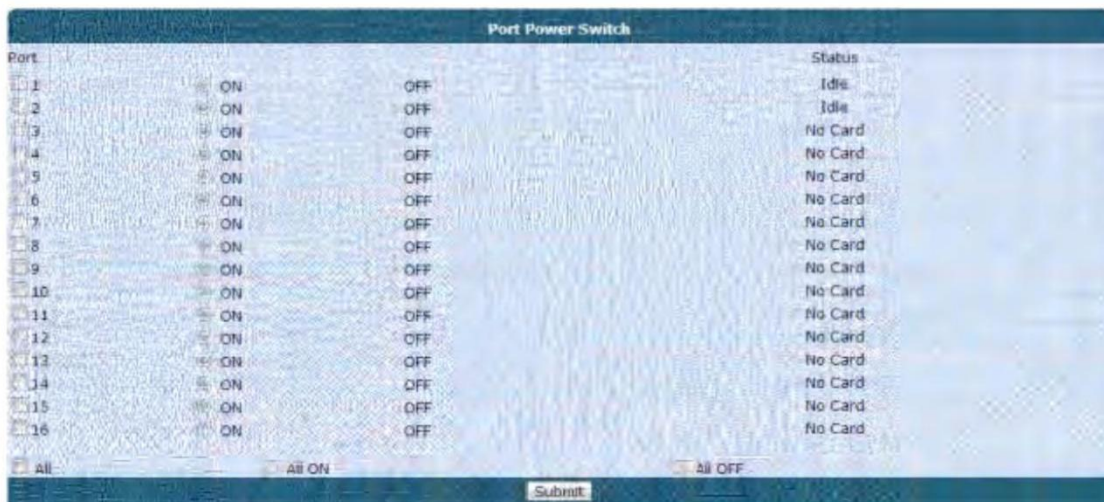 Port Power Switch
Port Status
1 ON OFF Idle
2 ON OFF Idle
3 ON OFF No Card
4 ON OFF No Card
5 ON OFF No Card
6 ON OFF No Card
7 ON OFF No Card
8 ON OFF No Card
9 ON OFF No Card
10 ON OFF No Card
11 ON OFF No Card
12 ON OFF No Card
13 ON OFF No Card
14 ON OFF No Card
15 ON OFF No Card
16 ON OFF No Card
All All ON All OFF
Submit